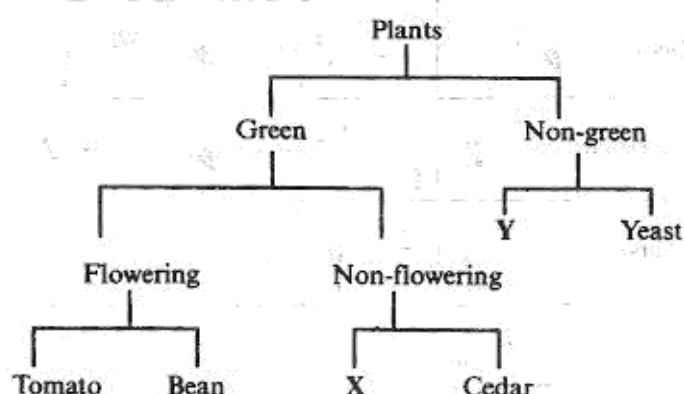 Plants
Green Non-green
Y Yeast
Flowering Non-flowering
Tomato Bean X Cedar